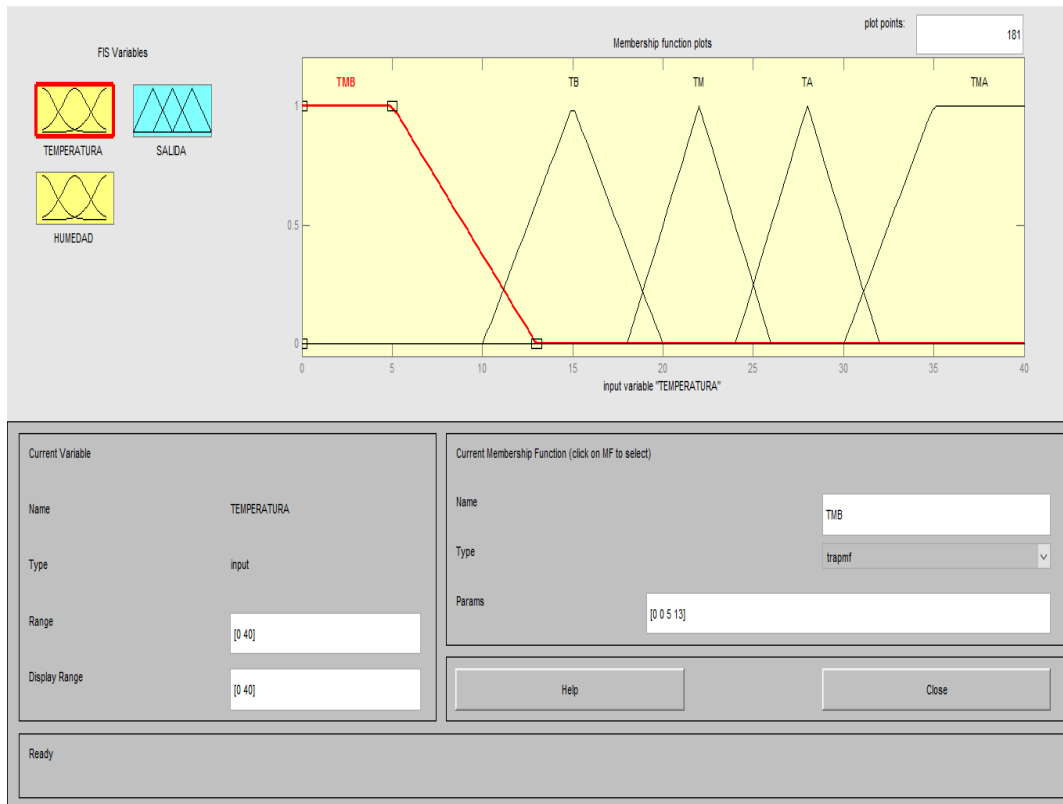 plot points:
181
FIS Variables
Membership function plots
TMB TB TM TA TMA
TEMPERATURA
SALIDA
HUMEDAD
1
0.5
0
0 5 10 15 20 25 30 35 40
input variable "TEMPERATURA"
Current Variable
Name TEMPERATURA
Type input
Range [0 40]
Display Range [0 40]
Current Membership Function (click on MF to select)
Name TMB
Type trapmf
Params [0 0 5 13]
Help Close
Ready